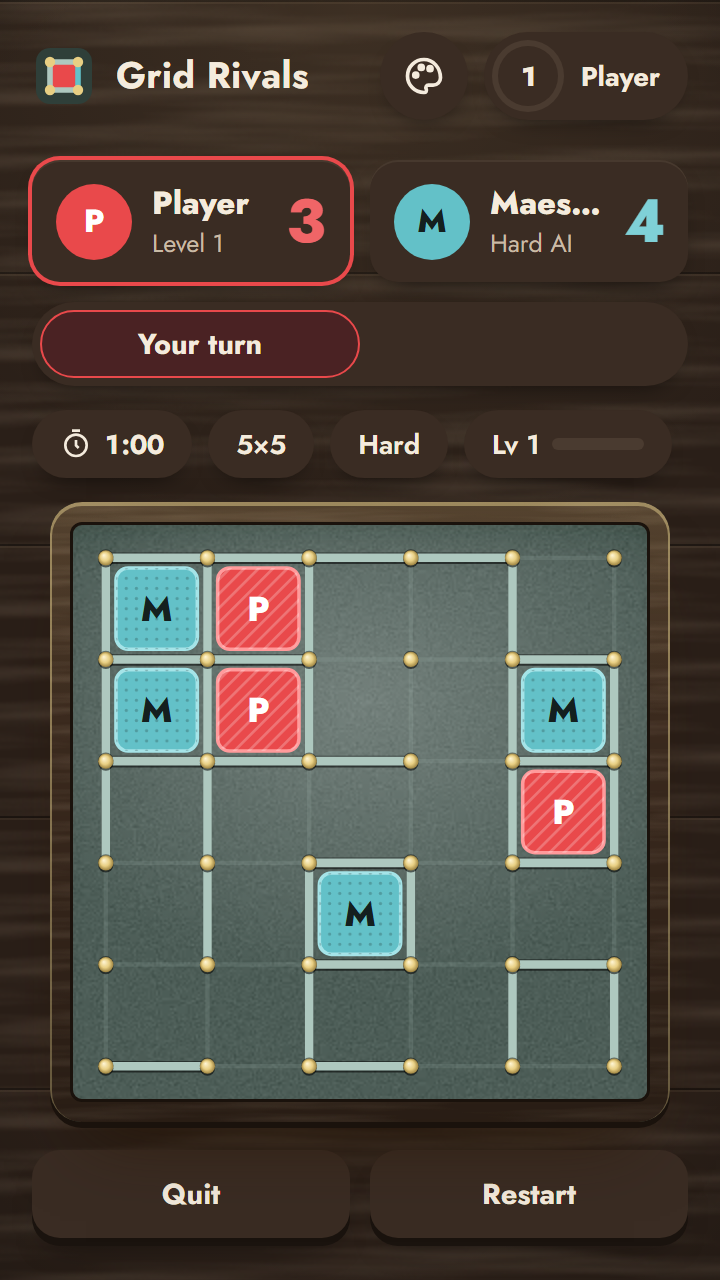 Grid Rivals
1 Player
P Player 3
Level 1
M Maes... 4
Hard AI
Your turn
1:00 5×5 Hard Lv 1
M P
M P M
P
M
Quit Restart